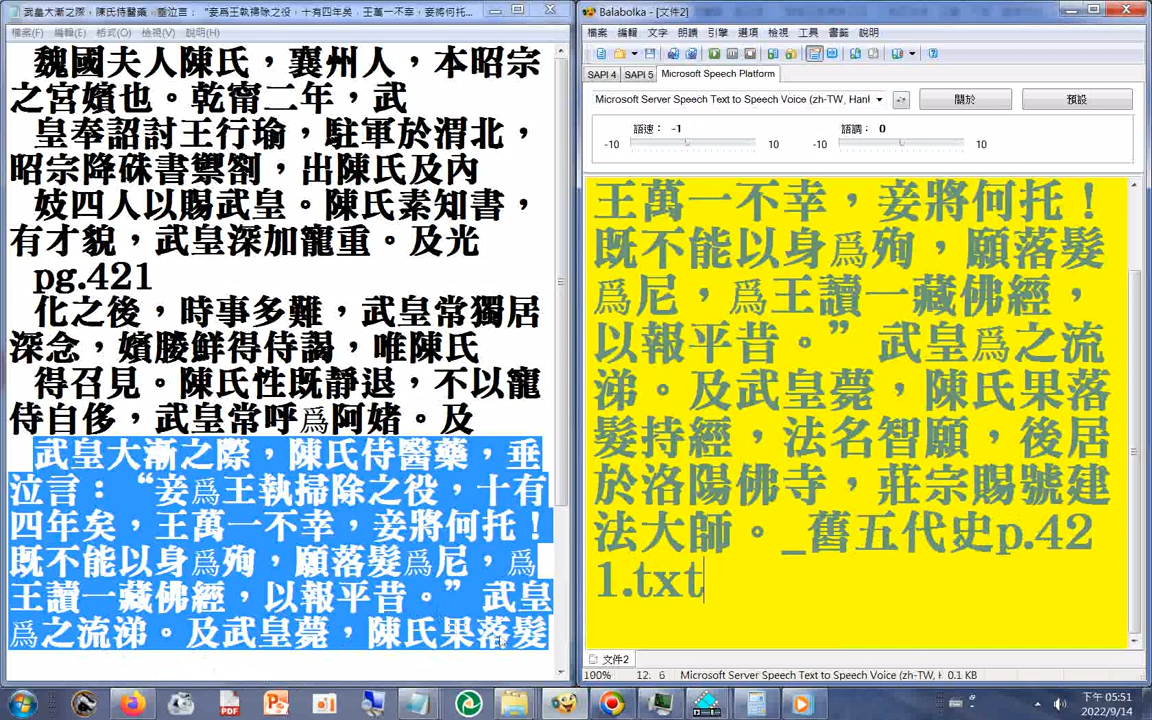 武皇大漸之際，陳氏侍醫藥，垂泣言：“妾爲王執掃除之役，十有四年矣，王萬一不幸，妾將何托...
檔案(F) 編輯(E) 格式(O) 檢視(V) 說明(H)
魏國夫人陳氏，襄州人，本昭宗
之宮嬪也。乾甯二年，武
皇奉詔討王行瑜，駐軍於渭北，
昭宗降硃書禦劄，出陳氏及內
妓四人以賜武皇。陳氏素知書，
有才貌，武皇深加寵重。及光
pg.421
化之後，時事多難，武皇常獨居
深念，嬪媵鮮得侍謁，唯陳氏
得召見。陳氏性既靜退，不以寵
侍自侈，武皇常呼爲阿媎。及
武皇大漸之際，陳氏侍醫藥，垂
泣言：“妾爲王執掃除之役，十有
四年矣，王萬一不幸，妾將何托！
既不能以身爲殉，願落髮爲尼，爲
王讀一藏佛經，以報平昔。”武皇
爲之流涕。及武皇薨，陳氏果落髮
Balabolka - [文件2]
檔案 編輯 文字 朗讀 引擎 選項 檢視 工具 書籤 說明
SAPI 4 SAPI 5 Microsoft Speech Platform
Microsoft Server Speech Text to Speech Voice (zh-TW, Hanl 關於 預設
語速： -1 語調： 0
-10 10 -10 10
王萬一不幸，妾將何托！
既不能以身爲殉，願落髮
爲尼，爲王讀一藏佛經，
以報平昔。”武皇爲之流
涕。及武皇薨，陳氏果落
髮持經，法名智願，後居
於洛陽佛寺，莊宗賜號建
法大師。_舊五代史p.42
1.txt
文件2
100% 12: 6 Microsoft Server Speech Text to Speech Voice (zh-TW, H 0.1 KB
下午 05:51
2022/9/14